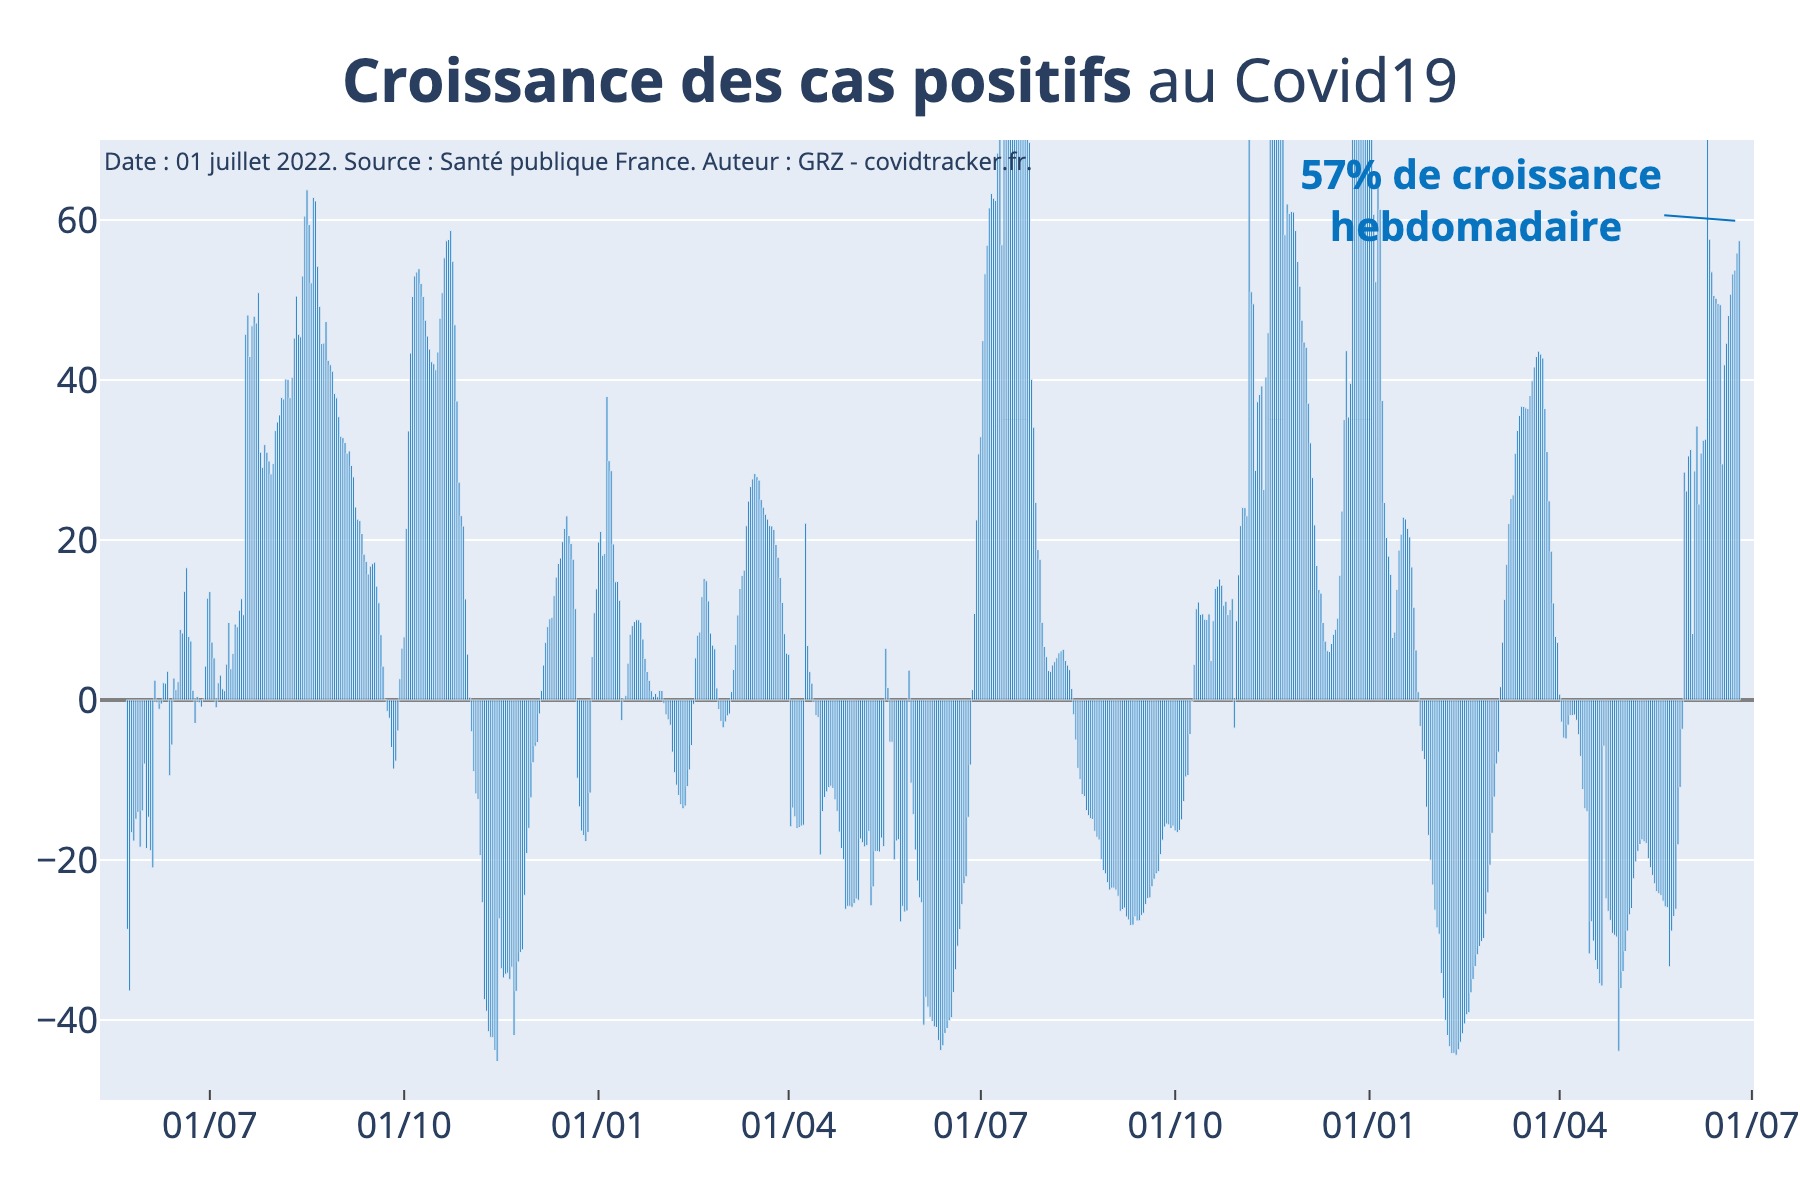 Croissance des cas positifs au Covid19
Date : 01 juillet 2022. Source : Santé publique France. Auteur : GRZ - covidtracker.fr.
57% de croissance
hebdomadaire
60
40
20
0
−20
−40
01/07 01/10 01/01 01/04 01/07 01/10 01/01 01/04 01/07